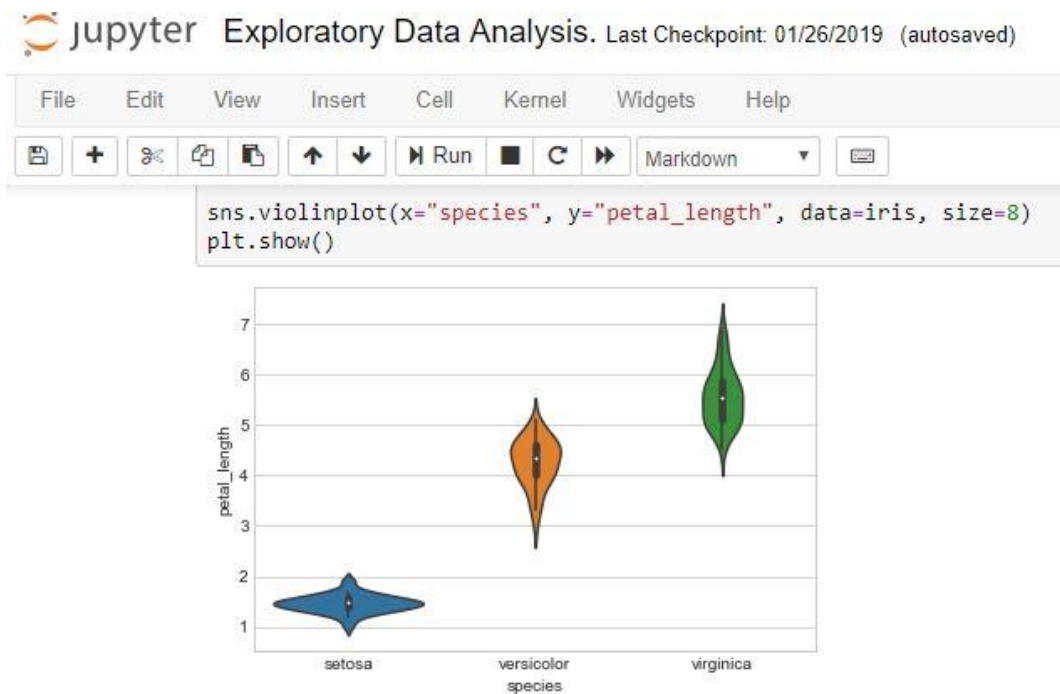 jupyter Exploratory Data Analysis. Last Checkpoint: 01/26/2019 (autosaved)
File Edit View Insert Cell Kernel Widgets Help
Run Markdown
sns.violinplot(x="species", y="petal_length", data=iris, size=8)
plt.show()
7
6
5
4
3
2
1
petal_length
setosa versicolor virginica
species